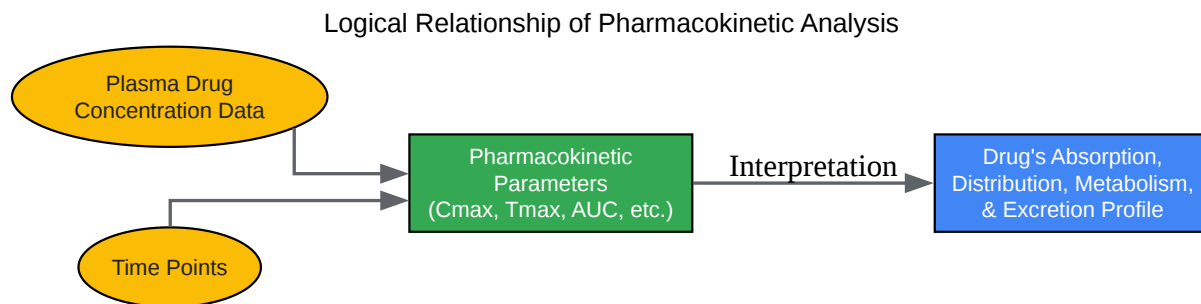 Logical Relationship of Pharmacokinetic Analysis
Plasma Drug
Concentration Data
Time Points
Pharmacokinetic
Parameters
(Cmax, Tmax, AUC, etc.)
Interpretation
Drug's Absorption,
Distribution, Metabolism,
& Excretion Profile